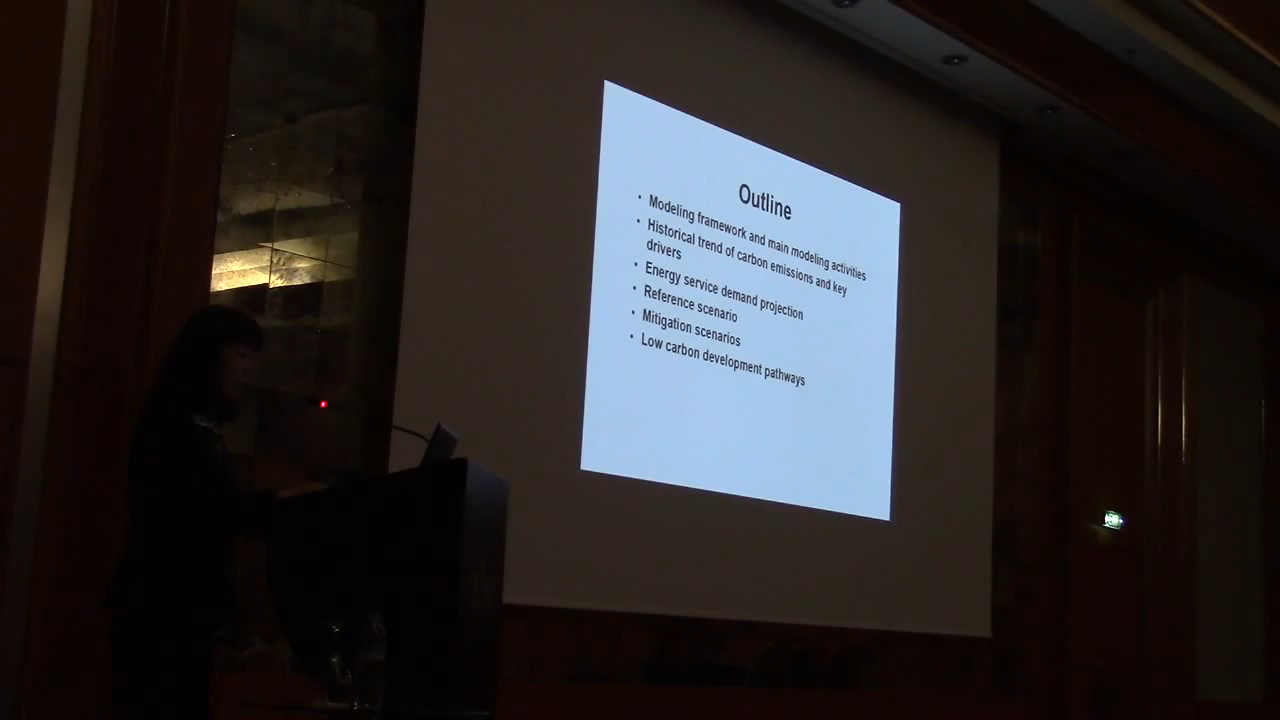 Outline
• Modeling framework and main modeling activities
• Historical trend of carbon emissions and key
drivers
• Energy service demand projection
• Reference scenario
• Mitigation scenarios
• Low carbon development pathways